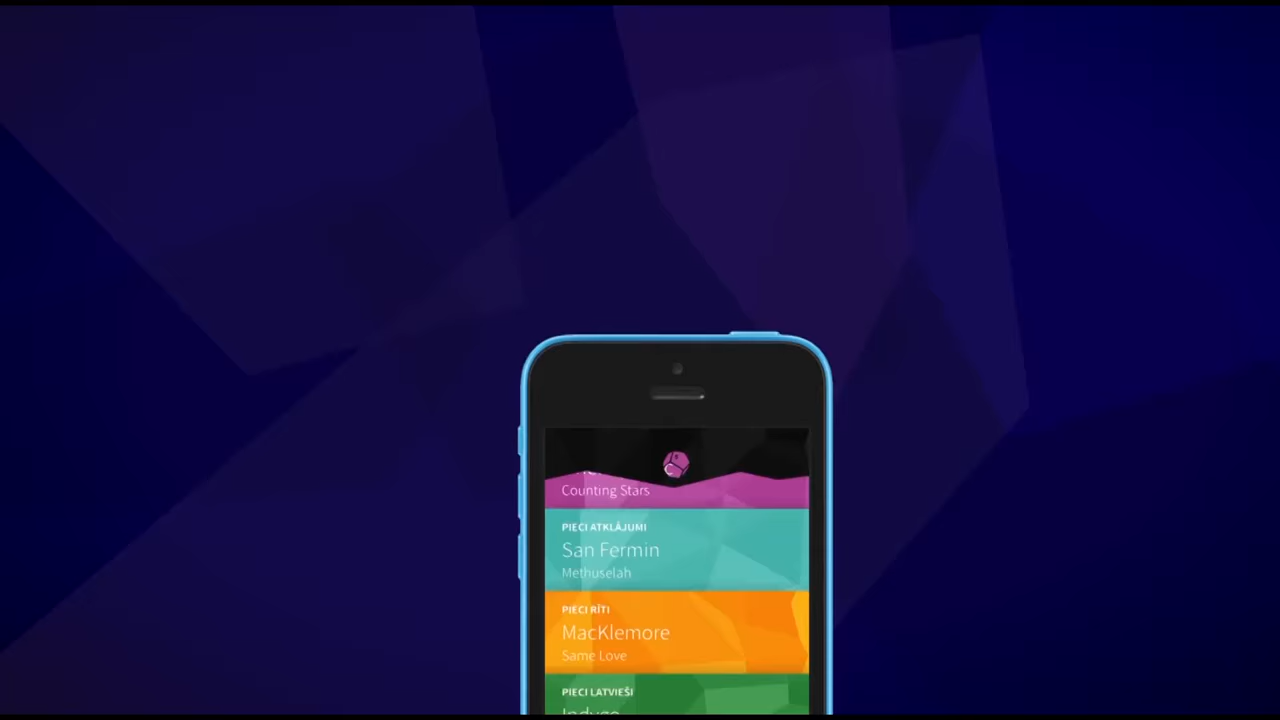 Counting Stars
PIECI ATKLĀJUMI
San Fermin
Methuselah
PIECI RĪTI
MacKlemore
Same Love
PIECI LATVIEŠI